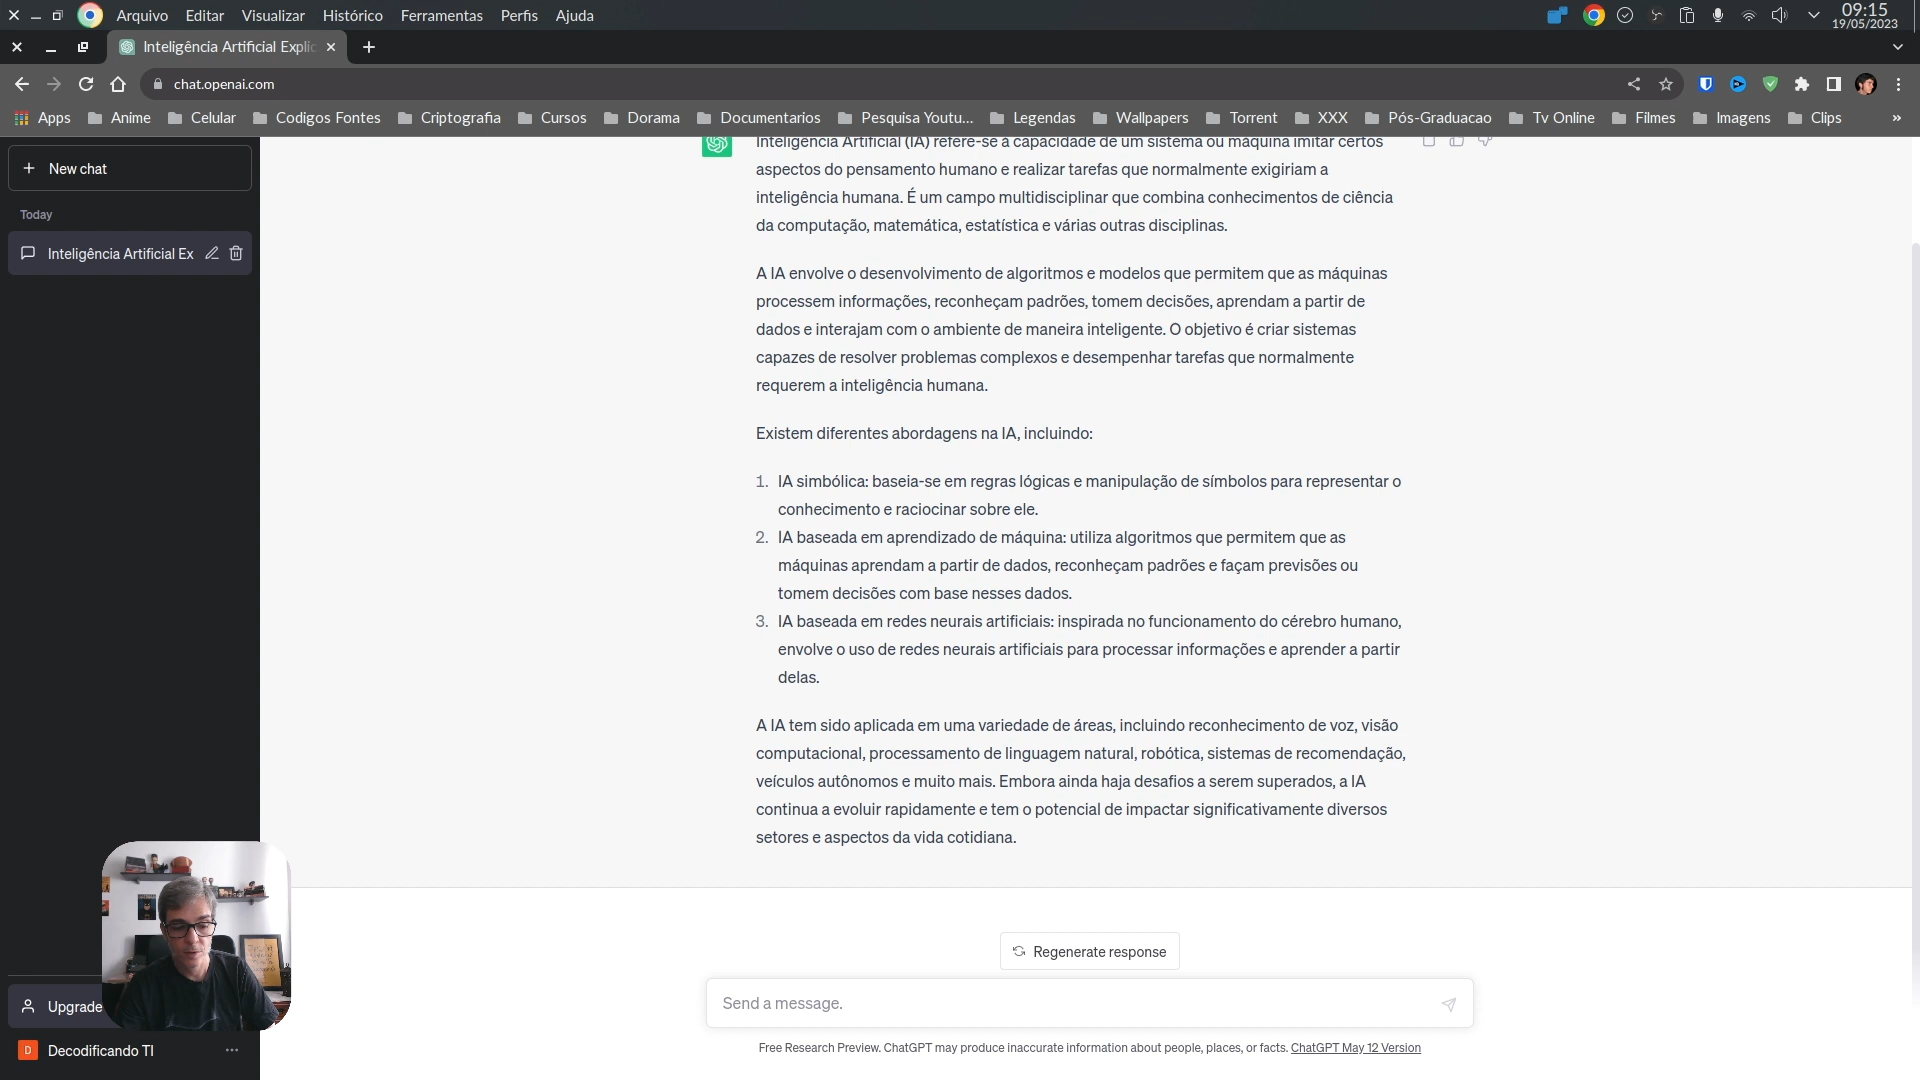 Arquivo Editar Visualizar Histórico Ferramentas Perfis Ajuda
09:15
19/05/2023
Inteligência Artificial Explic
chat.openai.com
Apps Anime Celular Codigos Fontes Criptografia Cursos Dorama Documentarios Pesquisa Youtu... Legendas Wallpapers Torrent XXX Pós-Graduacao Tv Online Filmes Imagens Clips »
New chat
Today
Inteligência Artificial Ex
Inteligência Artificial (IA) refere-se à capacidade de um sistema ou máquina imitar certos
aspectos do pensamento humano e realizar tarefas que normalmente exigiriam a
inteligência humana. É um campo multidisciplinar que combina conhecimentos de ciência
da computação, matemática, estatística e várias outras disciplinas.
A IA envolve o desenvolvimento de algoritmos e modelos que permitem que as máquinas
processem informações, reconheçam padrões, tomem decisões, aprendam a partir de
dados e interajam com o ambiente de maneira inteligente. O objetivo é criar sistemas
capazes de resolver problemas complexos e desempenhar tarefas que normalmente
requerem a inteligência humana.
Existem diferentes abordagens na IA, incluindo:
1. IA simbólica: baseia-se em regras lógicas e manipulação de símbolos para representar o
conhecimento e raciocinar sobre ele.
2. IA baseada em aprendizado de máquina: utiliza algoritmos que permitem que as
máquinas aprendam a partir de dados, reconheçam padrões e façam previsões ou
tomem decisões com base nesses dados.
3. IA baseada em redes neurais artificiais: inspirada no funcionamento do cérebro humano,
envolve o uso de redes neurais artificiais para processar informações e aprender a partir
delas.
A IA tem sido aplicada em uma variedade de áreas, incluindo reconhecimento de voz, visão
computacional, processamento de linguagem natural, robótica, sistemas de recomendação,
veículos autônomos e muito mais. Embora ainda haja desafios a serem superados, a IA
continua a evoluir rapidamente e tem o potencial de impactar significativamente diversos
setores e aspectos da vida cotidiana.
Regenerate response
Send a message.
Upgrade
D Decodificando TI
Free Research Preview. ChatGPT may produce inaccurate information about people, places, or facts. ChatGPT May 12 Version